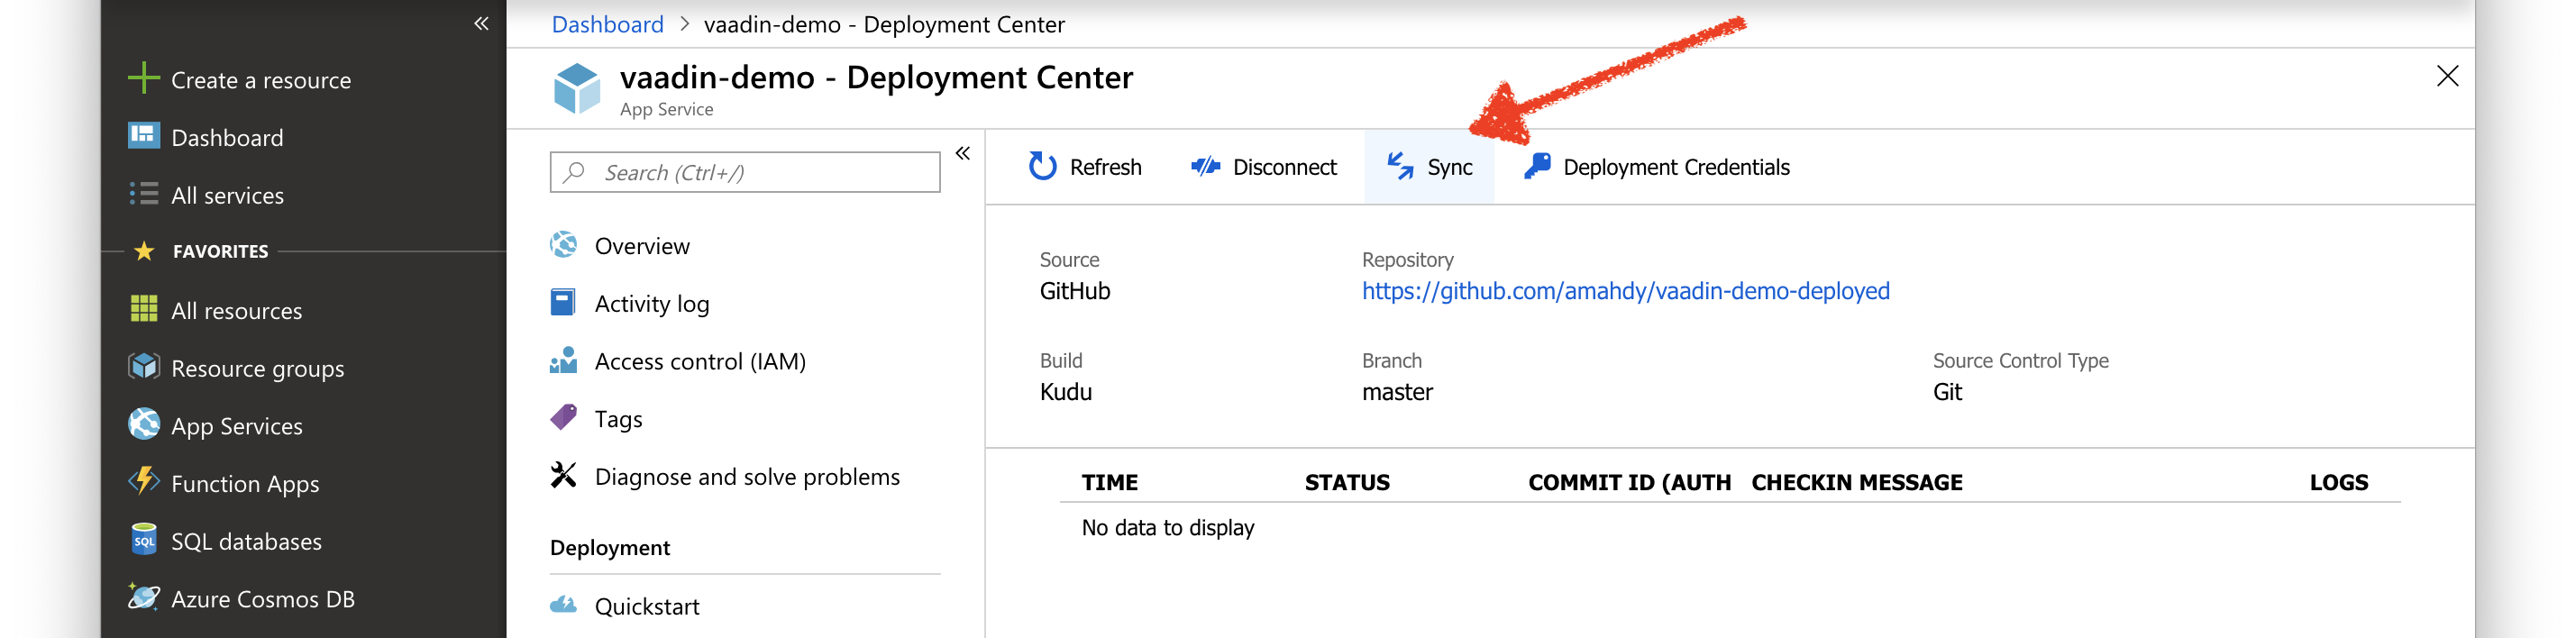 Create a resource
Dashboard
All services
FAVORITES
All resources
Resource groups
App Services
Function Apps
SQL
SQL databases
Azure Cosmos DB
Dashboard > vaadin-demo - Deployment Center
vaadin-demo - Deployment Center
App Service
Search (Ctrl+/)
Overview
Activity log
Access control (IAM)
Tags
Diagnose and solve problems
Deployment
Quickstart
Refresh Disconnect Sync Deployment Credentials
Source
GitHub
Repository
https://github.com/amahdy/vaadin-demo-deployed
Build
Kudu
Branch
master
Source Control Type
Git
TIME STATUS COMMIT ID (AUTH CHECKIN MESSAGE LOGS
No data to display